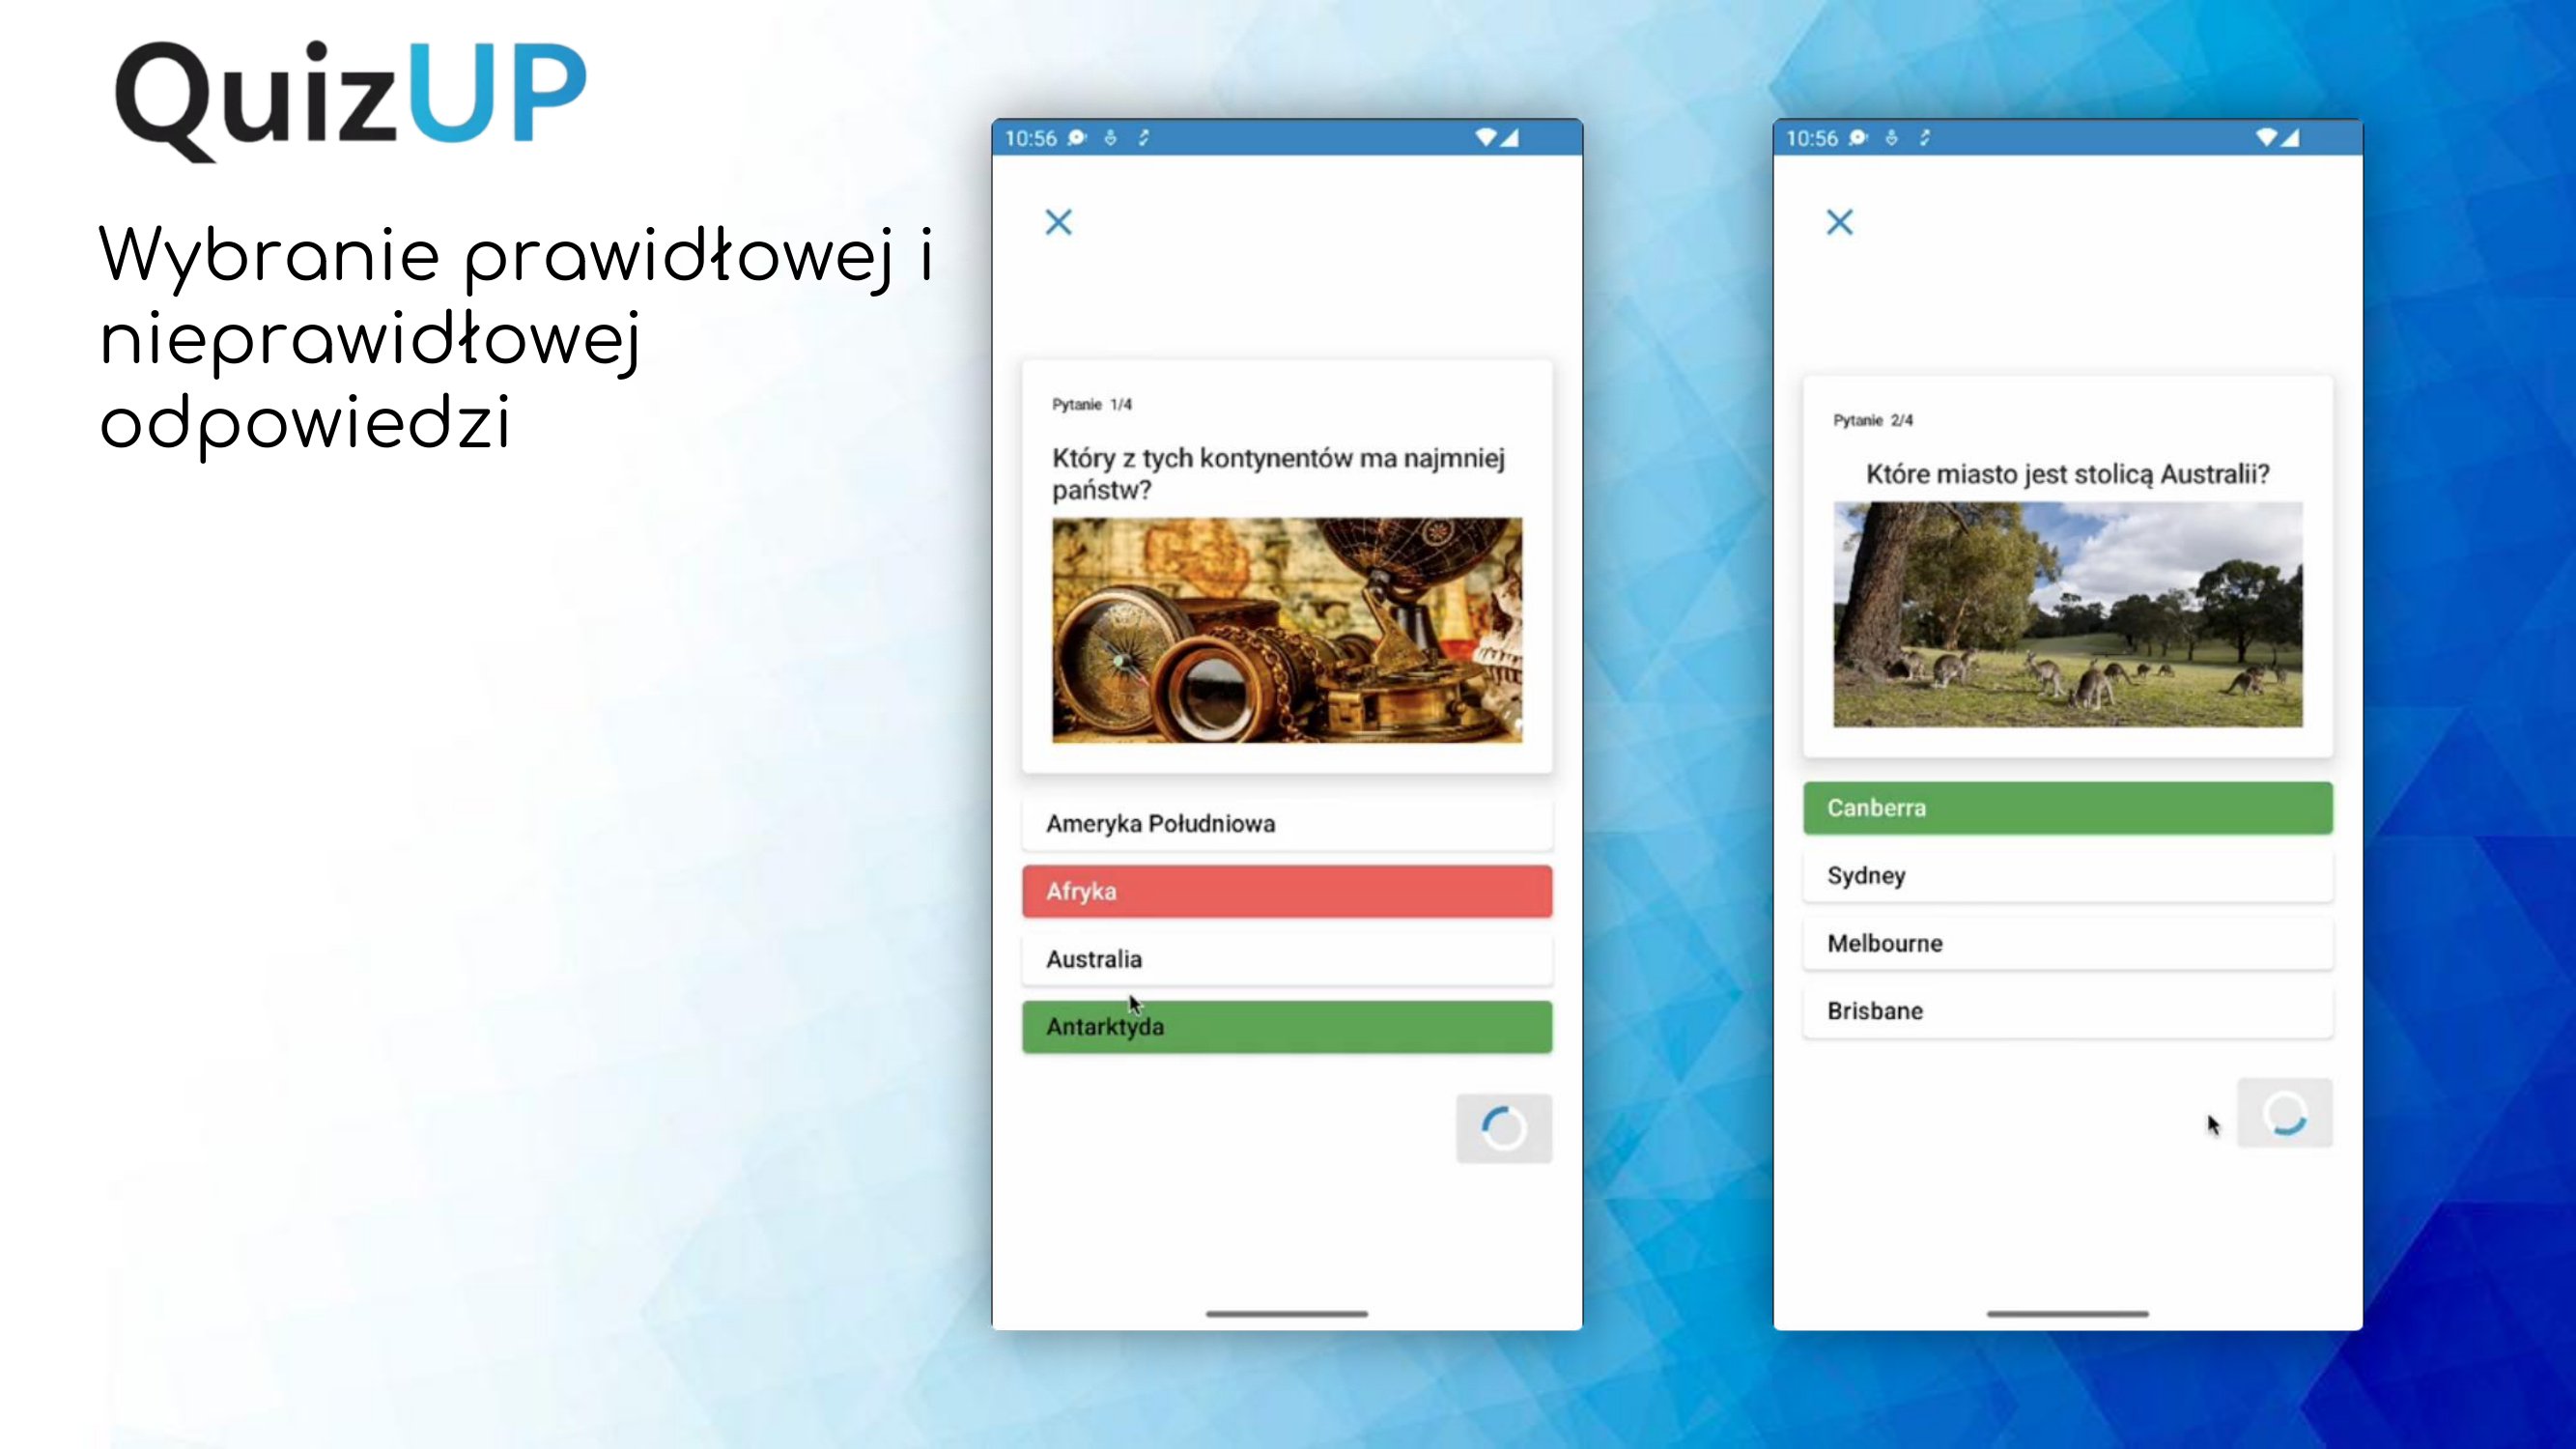 QuizUP
Wybranie prawidłowej i
nieprawidłowej
odpowiedzi
10:56
Pytanie 1/4
Który z tych kontynentów ma najmniej
państw?
Ameryka Południowa
Afryka
Australia
Antarktyda
10:56
Pytanie 2/4
Które miasto jest stolicą Australii?
Canberra
Sydney
Melbourne
Brisbane